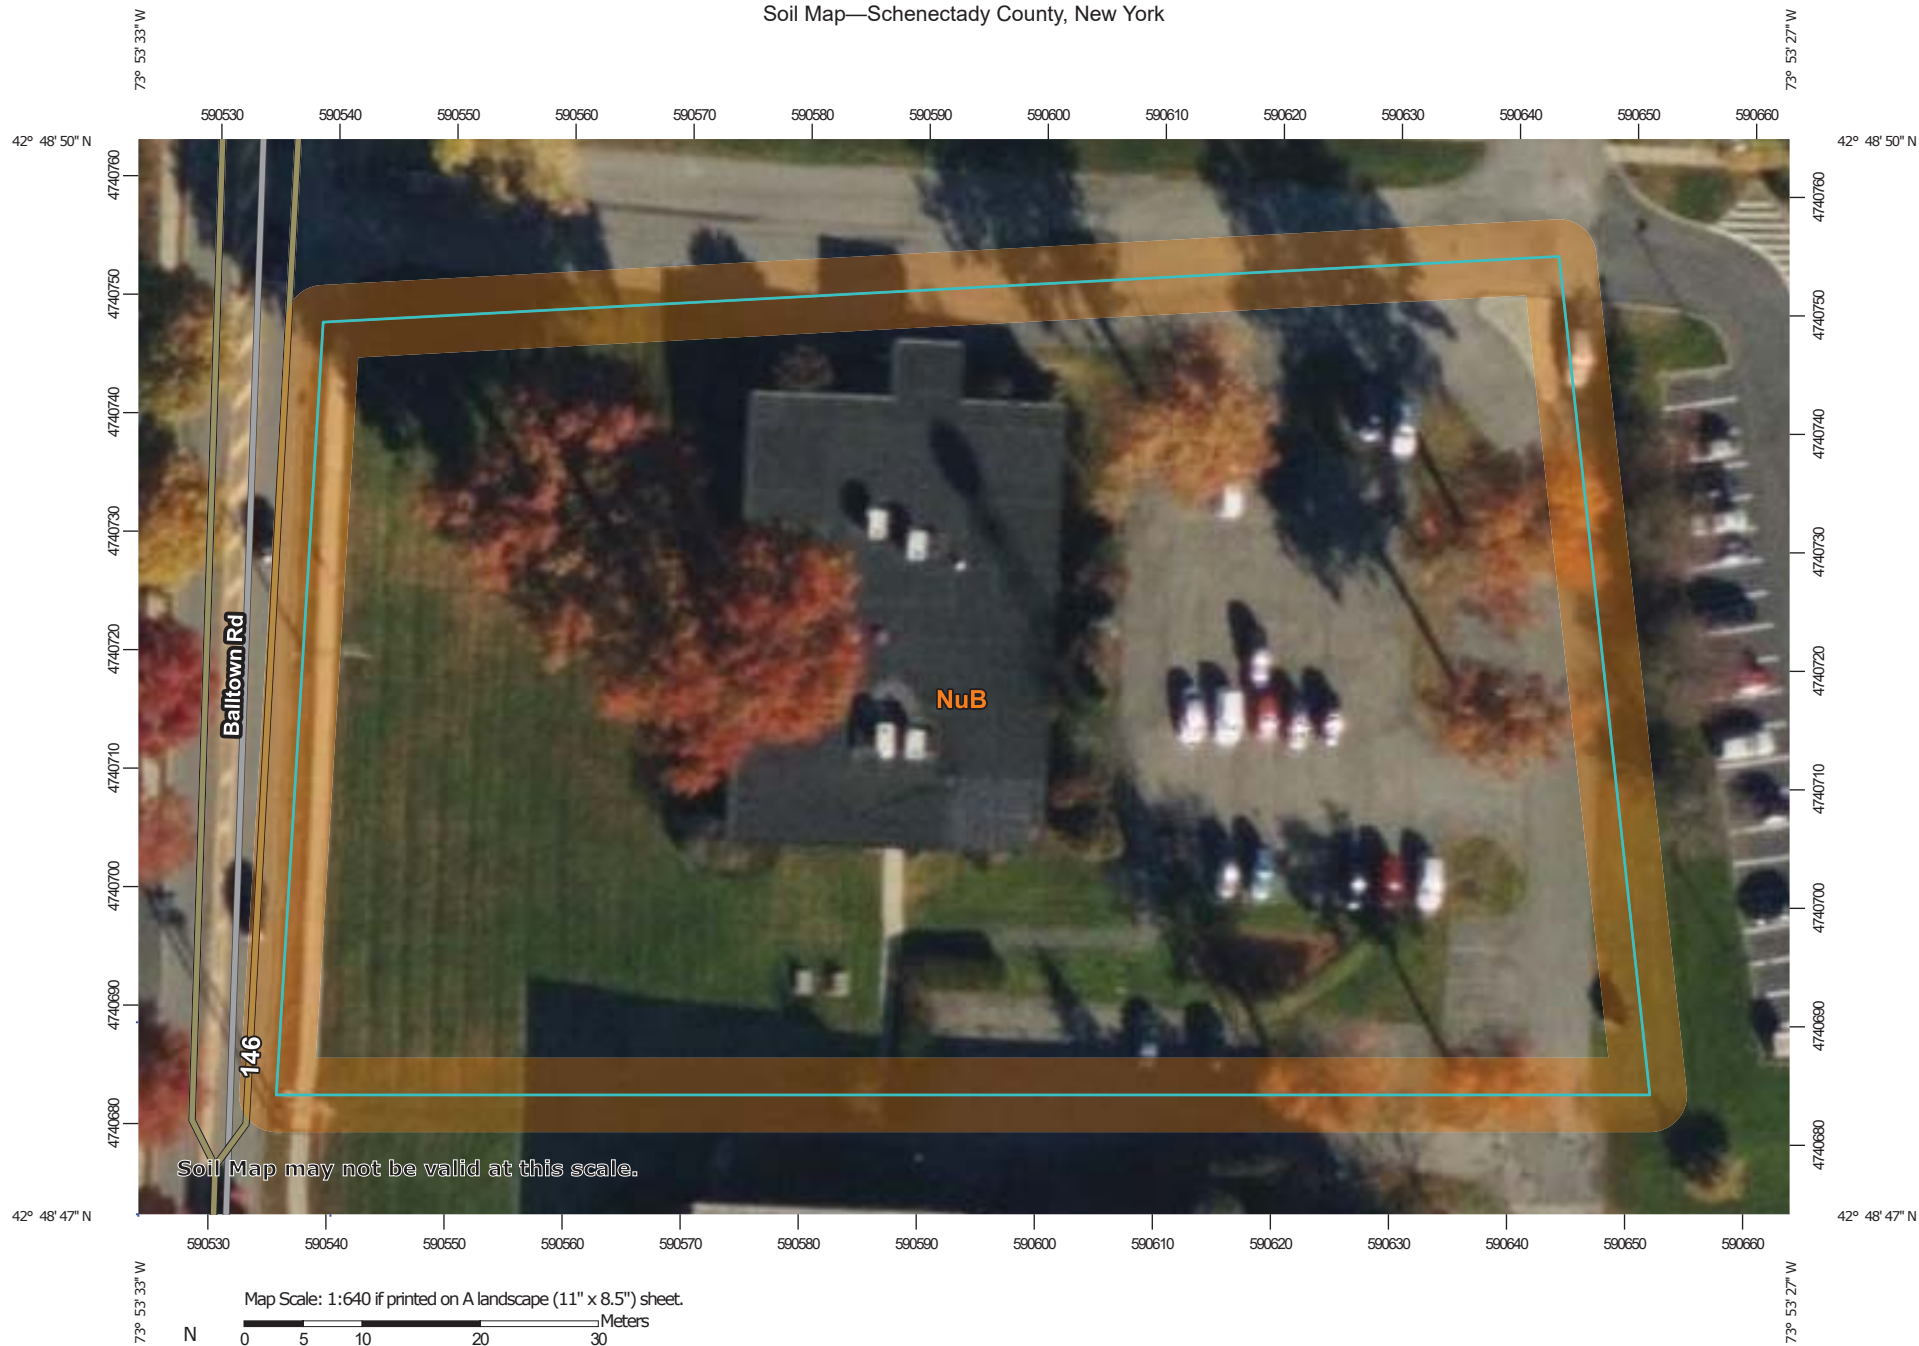 Soil Map—Schenectady County, New York
73° 53' 33'' W
73° 53' 27'' W
590530 590540 590550 590560 590570 590580 590590 590600 590610 590620 590630 590640 590650 590660
42° 48' 50'' N
42° 48' 50'' N
4740760
4740760
4740750
4740750
4740740
4740740
4740730
4740730
4740720
4740720
4740710
4740710
4740700
4740700
4740690
4740690
4740680
4740680
Balltown Rd
NuB
146
Soil Map may not be valid at this scale.
42° 48' 47'' N
42° 48' 47'' N
590530 590540 590550 590560 590570 590580 590590 590600 590610 590620 590630 590640 590650 590660
73° 53' 33'' W
73° 53' 27'' W
Map Scale: 1:640 if printed on A landscape (11" x 8.5") sheet.
Meters
N
0 5 10 20 30